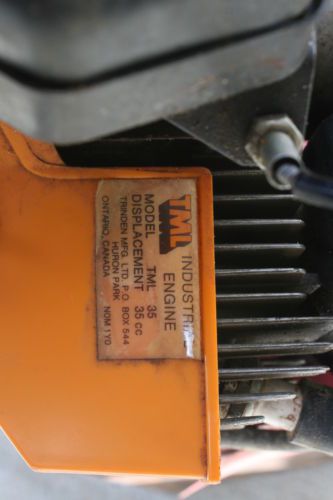 TML INDUSTRIAL
ENGINE
MODEL TML 35
DISPLACEMENT 35 cc
TRINDEN MFG. LTD. P.O. BOX 544
HURON PARK
ONTARIO, CANADA NOM 1Y0